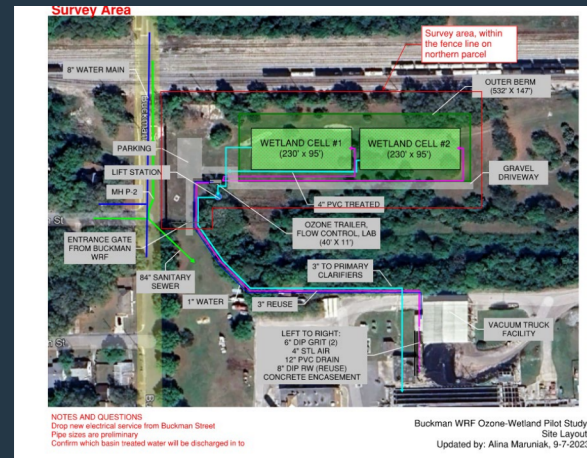 Survey Area
Survey area, within
the fence line on
northern parcel
8" WATER MAIN
OUTER BERM
(532' X 147')
WETLAND CELL #1
(230' x 95')
WETLAND CELL #2
(230' x 95')
PARKING
LIFT STATION
MH P-2
GRAVEL
DRIVEWAY
4" PVC TREATED
OZONE TRAILER,
FLOW CONTROL, LAB
(40' X 11')
St.
ENTRANCE GATE
FROM BUCKMAN
WRF
84" SANITARY
SEWER
3" TO PRIMARY
CLARIFIERS
1" WATER
3" REUSE
LEFT TO RIGHT:
6" DIP GRIT (2)
4" STL AIR
12" PVC DRAIN
8" DIP RW (REUSE)
CONCRETE ENCASEMENT
VACUUM TRUCK
FACILITY
St.
NOTES AND QUESTIONS
Drop new electrical service from Buckman Street
Pipe sizes are preliminary
Confirm which basin treated water will be discharged in to
Buckman WRF Ozone-Wetland Pilot Study
Site Layout
Updated by: Alina Maruniak, 9-7-2023